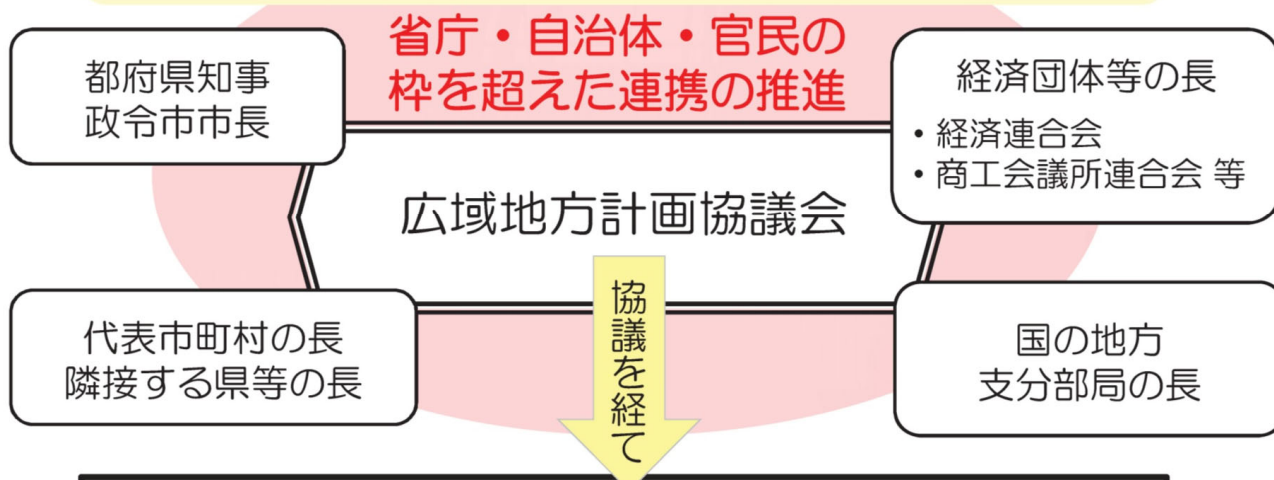 省庁・自治体・官民の
枠を超えた連携の推進
都府県知事
政令市市長
経済団体等の長
・経済連合会
・商工会議所連合会 等
広域地方計画協議会
協議を経て
代表市町村の長
隣接する県等の長
国の地方
支分部局の長